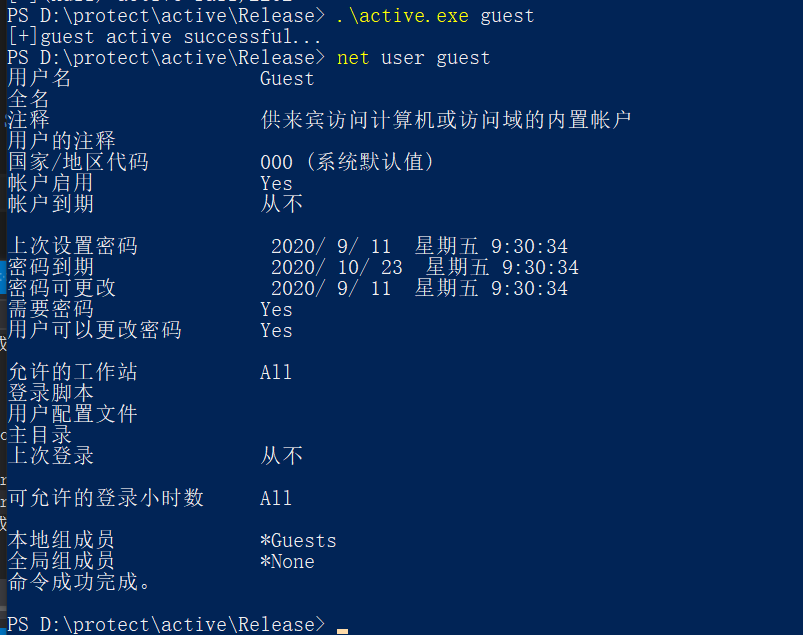 PS D:\protect\active\Release> .\active.exe guest
[+]guest active successful...
PS D:\protect\active\Release> net user guest
用户名 Guest
全名
注释 供来宾访问计算机或访问域的内置帐户
用户的注释
国家/地区代码 000 (系统默认值)
帐户启用 Yes
帐户到期 从不
上次设置密码 2020/ 9/ 11 星期五 9:30:34
密码到期 2020/ 10/ 23 星期五 9:30:34
密码可更改 2020/ 9/ 11 星期五 9:30:34
需要密码 Yes
用户可以更改密码 Yes
允许的工作站 All
登录脚本
用户配置文件
主目录
上次登录 从不
可允许的登录小时数 All
本地组成员 *Guests
全局组成员 *None
命令成功完成。
PS D:\protect\active\Release>